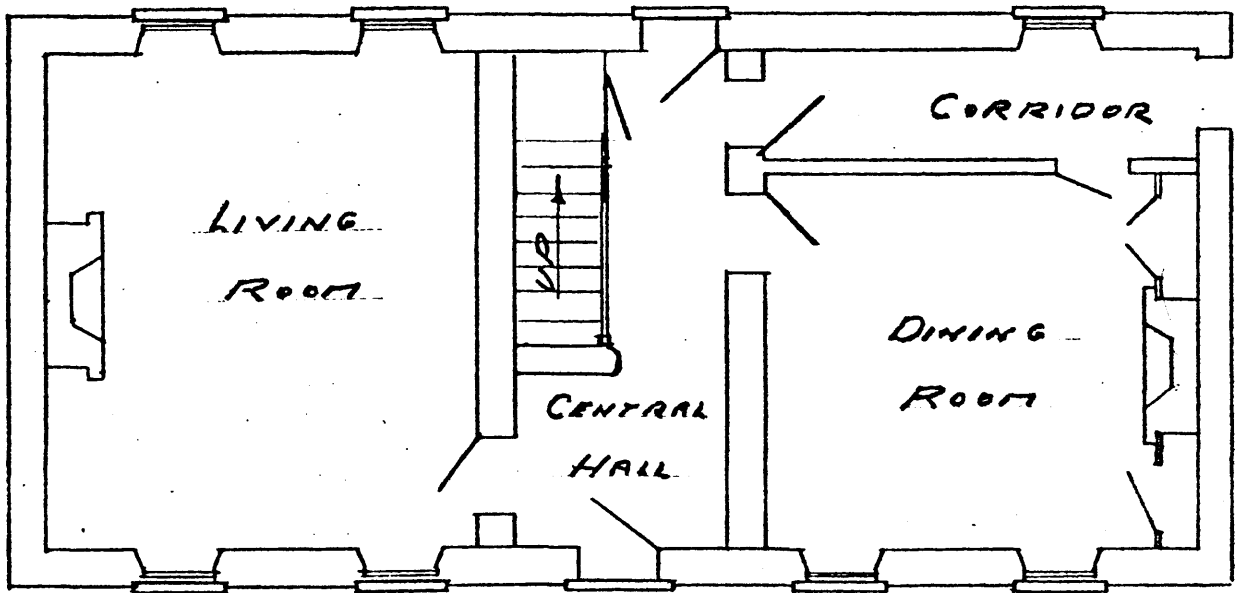 CORRIDOR
LIVING
ROOM
UP
DINING
ROOM
CENTRAL
HALL